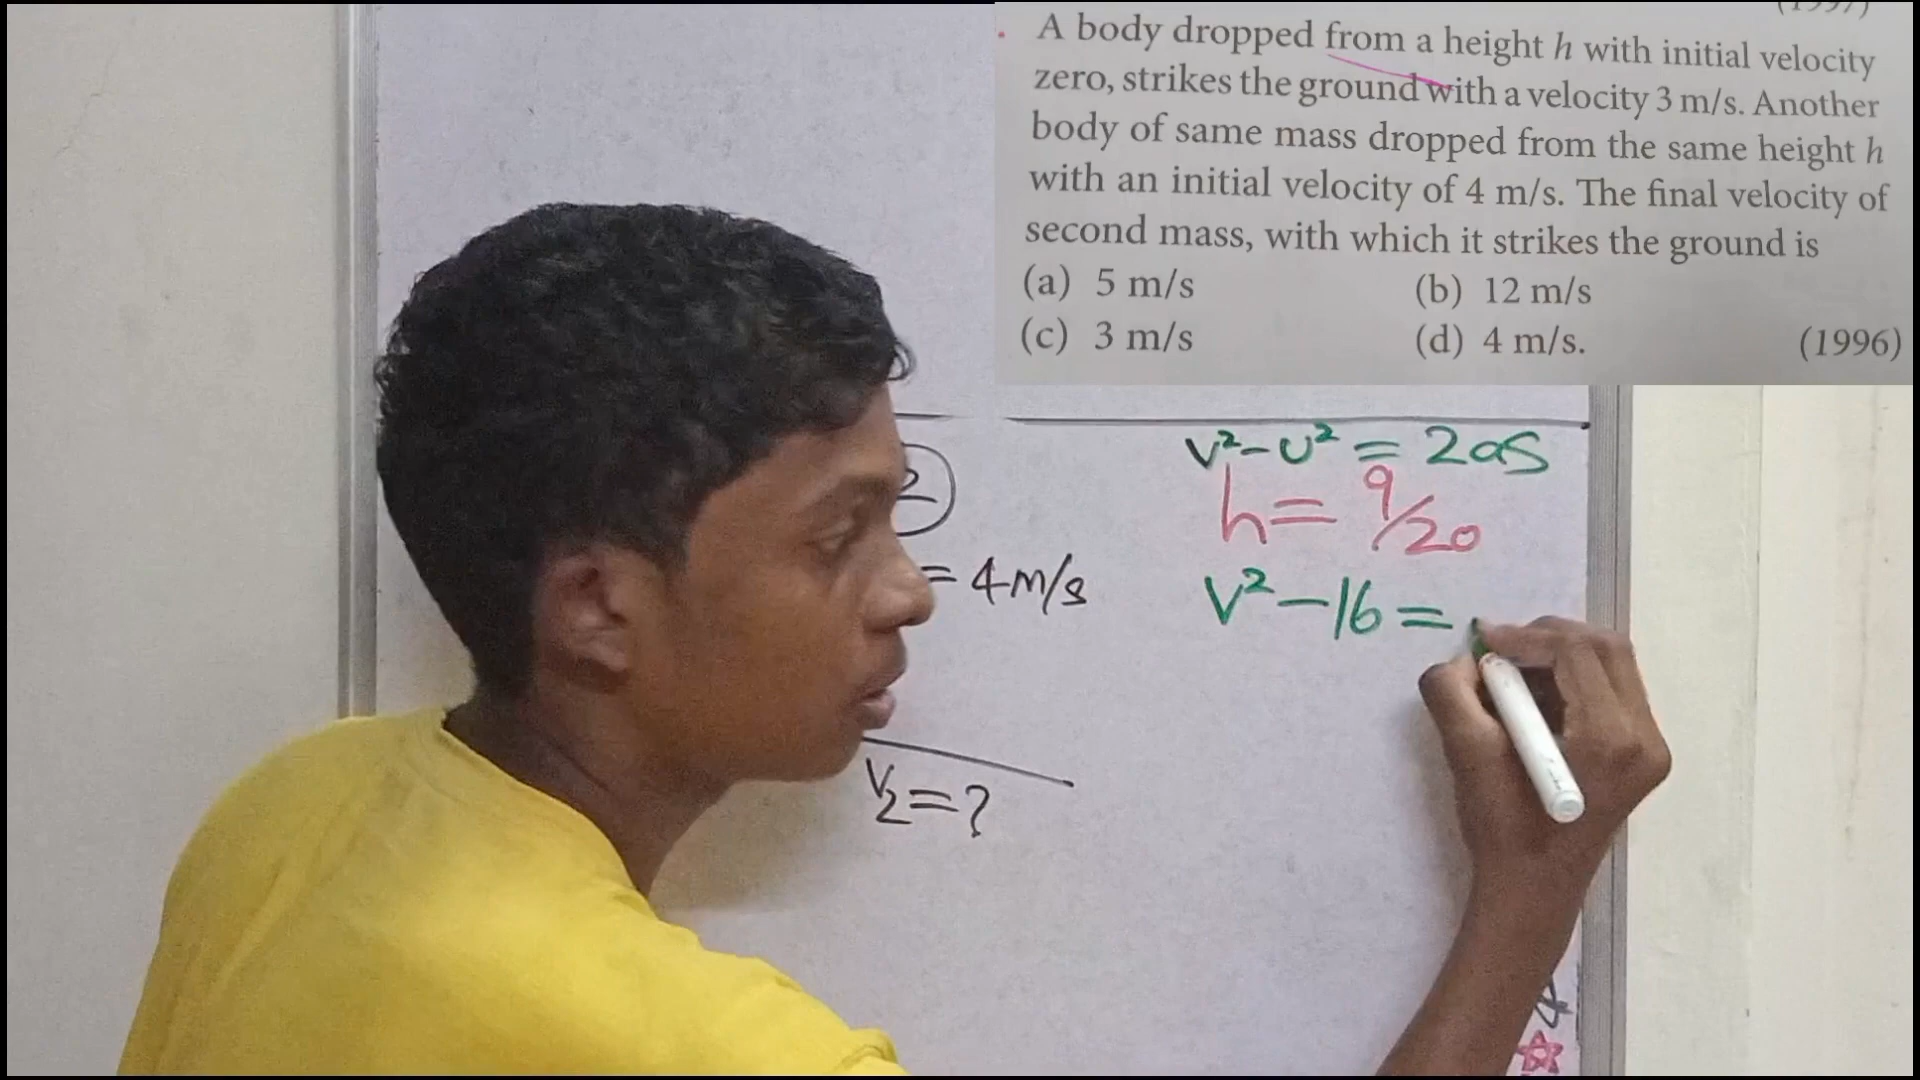 A body dropped from a height h with initial velocity
zero, strikes the ground with a velocity 3 m/s. Another
body of same mass dropped from the same height h
with an initial velocity of 4 m/s. The final velocity of
second mass, with which it strikes the ground is
(a) 5 m/s (b) 12 m/s
(c) 3 m/s (d) 4 m/s. (1996)
v²-u² = 2as
h = 9/20
v² - 16 =
2
= 4m/s
V₂ = ?